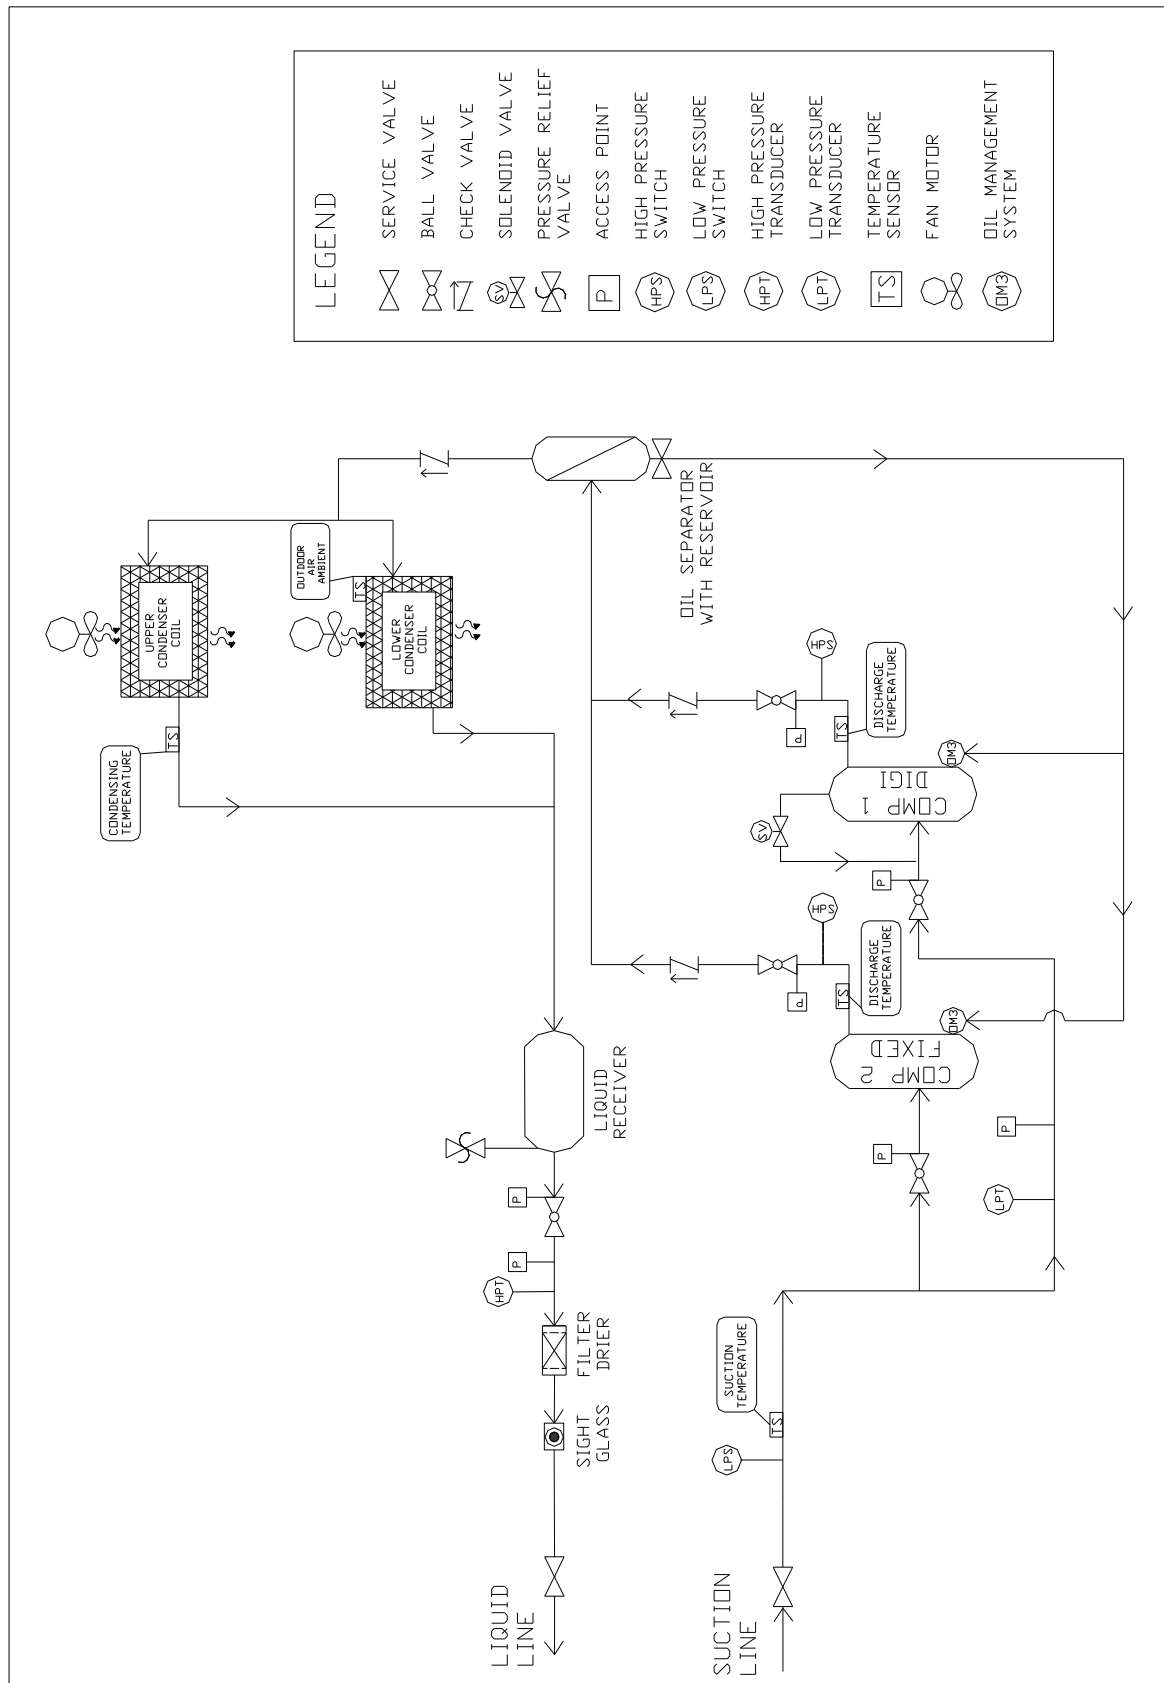 LEGEND
SERVICE VALVE
BALL VALVE
CHECK VALVE
SV
SOLENOID VALVE
PRESSURE RELIEF
VALVE
P
ACCESS POINT
HPS
HIGH PRESSURE
SWITCH
LPS
LOW PRESSURE
SWITCH
HPT
HIGH PRESSURE
TRANSDUCER
LPT
LOW PRESSURE
TRANSDUCER
TS
TEMPERATURE
SENSOR
FAN MOTOR
OM3
OIL MANAGEMENT
SYSTEM
UPPER
CONDENSER
COIL
OUTDOOR
AIR
AMBIENT
TS
LOWER
CONDENSER
COIL
CONDENSING
TEMPERATURE
TS
OIL SEPARATOR
WITH RESERVOIR
HPS
P
TS
DISCHARGE
TEMPERATURE
OM3
COMP 1
DIGI
SV
P
HPS
P
TS
DISCHARGE
TEMPERATURE
OM3
COMP 2
FIXED
P
P
LPT
LIQUID
RECEIVER
P
P
HPT
FILTER
DRIER
SIGHT
GLASS
LIQUID
LINE
SUCTION
TEMPERATURE
TS
LPS
SUCTION
LINE